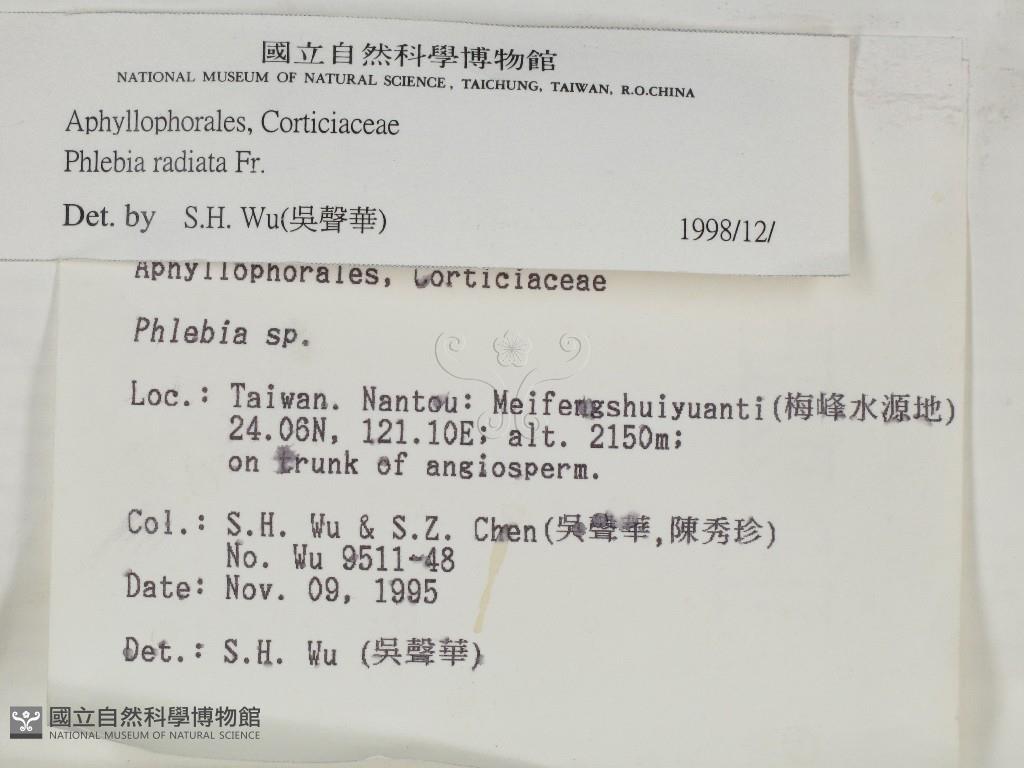 國立自然科學博物館
NATIONAL MUSEUM OF NATURAL SCIENCE, TAICHUNG, TAIWAN, R.O.CHINA
Aphyllophorales, Corticiaceae
Phlebia radiata Fr.
Det. by S.H. Wu(吳聲華) 1998/12/
Aphyllophorales, Corticiaceae
Phlebia sp.
Loc.: Taiwan. Nantou: Meifengshuiyuanti(梅峰水源地)
24.06N, 121.10E; alt. 2150m;
on trunk of angiosperm.
Col.: S.H. Wu & S.Z. Chen(吳聲華,陳秀珍)
No. Wu 9511-48
Date: Nov. 09, 1995
Det.: S.H. Wu (吳聲華)
國立自然科學博物館
NATIONAL MUSEUM OF NATURAL SCIENCE